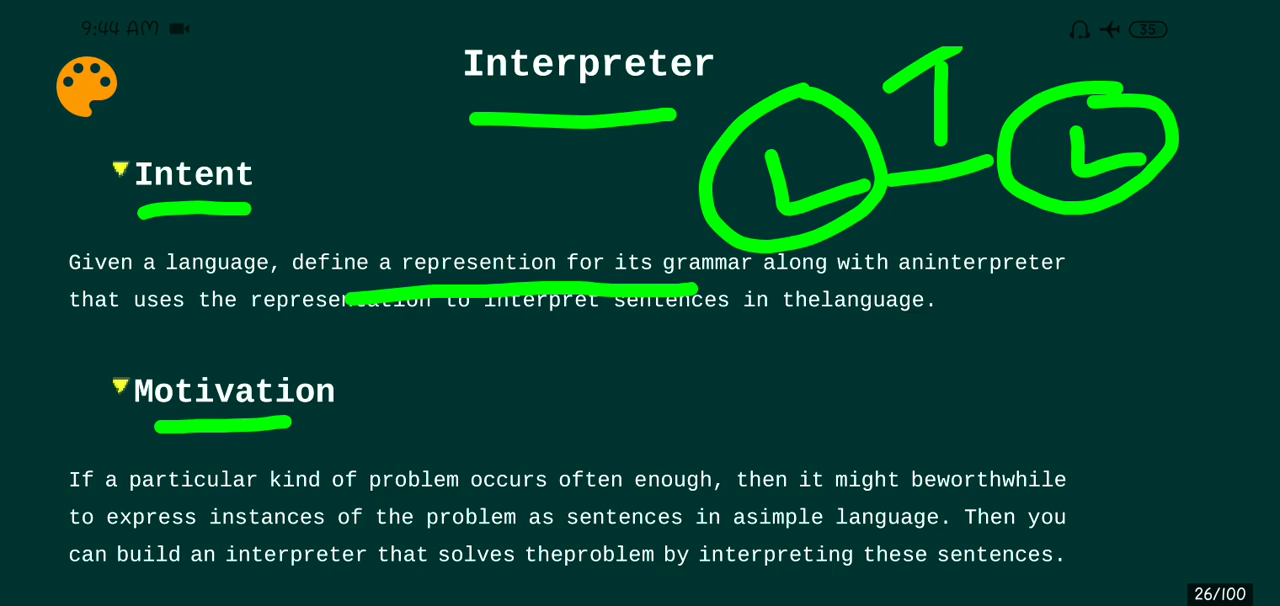 9:44 AM
35
Interpreter
I
L
L
Intent
Given a language, define a represention for its grammar along with aninterpreter
that uses the representation to interpret sentences in thelanguage.
Motivation
If a particular kind of problem occurs often enough, then it might beworthwhile
to express instances of the problem as sentences in asimple language. Then you
can build an interpreter that solves theproblem by interpreting these sentences.
26/100